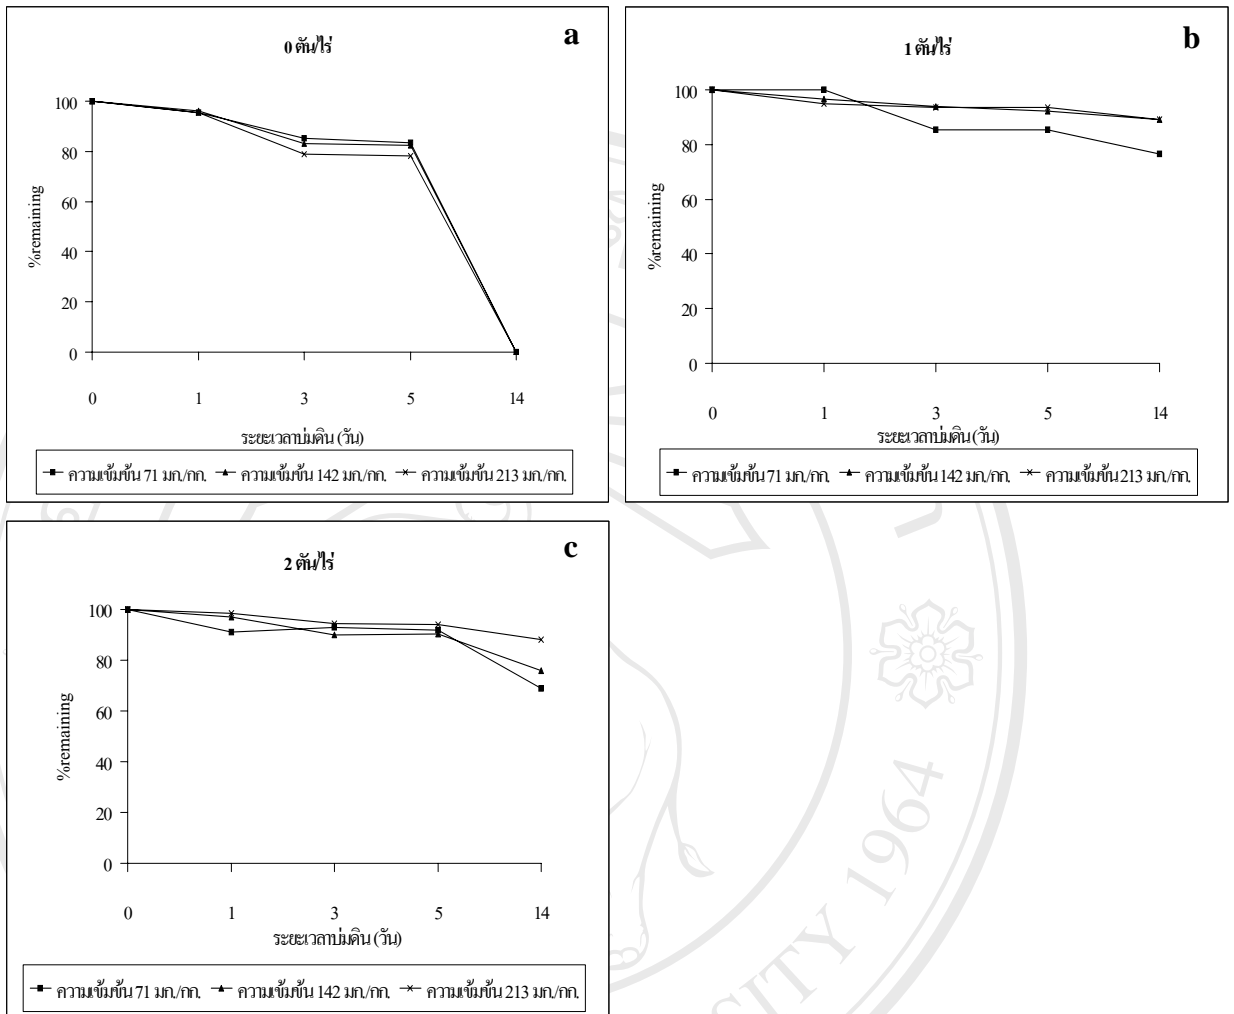 a
0 ตัน/ไร่
100
80
60
40
20
0
%remaining
0 1 3 5 14
ระยะเวลาบ่มดิน (วัน)
ความเข้มข้น 71 มก./กก. ความเข้มข้น 142 มก./กก. ความเข้มข้น 213 มก./กก.
b
1 ตัน/ไร่
100
80
60
40
20
0
%remaining
0 1 3 5 14
ระยะเวลาบ่มดิน (วัน)
ความเข้มข้น 71 มก./กก. ความเข้มข้น 142 มก./กก. ความเข้มข้น 213 มก./กก.
c
2 ตัน/ไร่
100
80
60
40
20
0
%remaining
0 1 3 5 14
ระยะเวลาบ่มดิน (วัน)
ความเข้มข้น 71 มก./กก. ความเข้มข้น 142 มก./กก. ความเข้มข้น 213 มก./กก.
SITY 1964